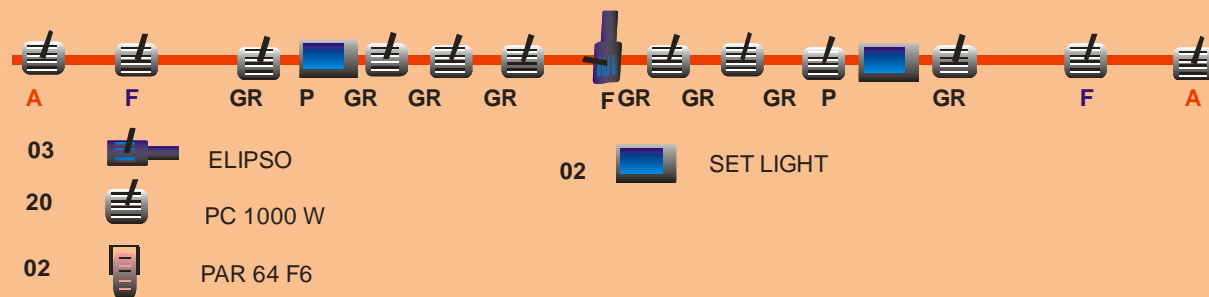 A F GR P GR GR GR F GR GR GR P GR F A
03 ELIPSO
02 SET LIGHT
20 PC 1000 W
02 PAR 64 F6